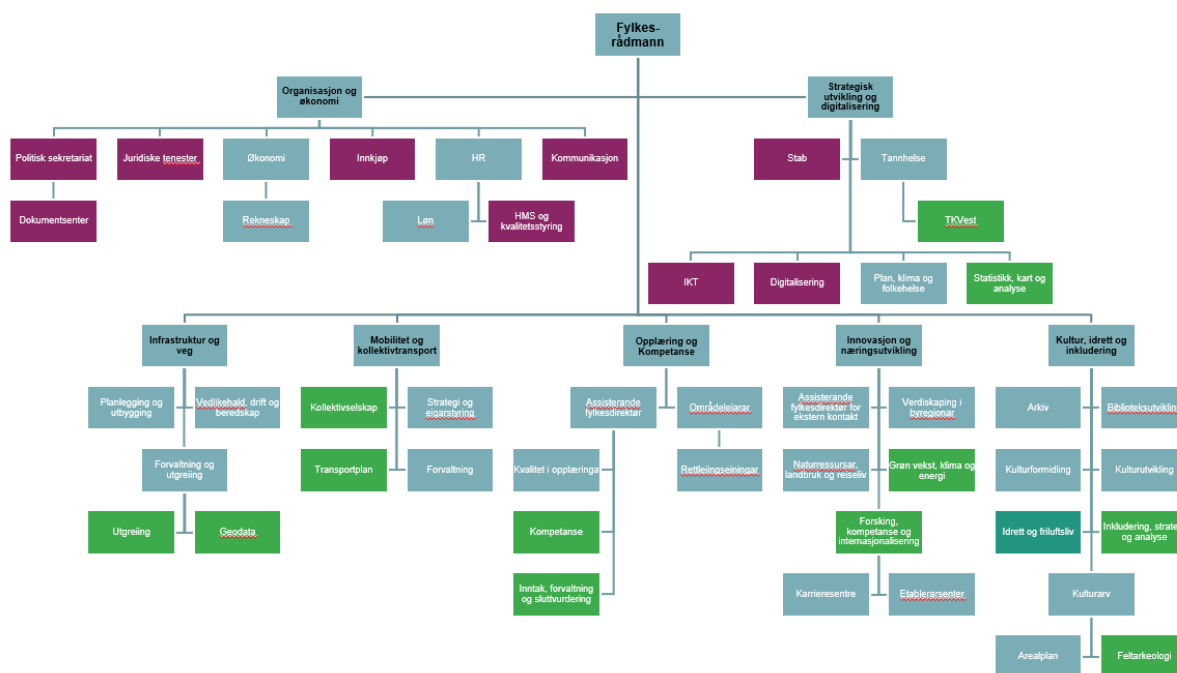 Fylkes-
rådmann
Organisasjon og
økonomi
Strategisk
utvikling og
digitalisering
Politisk sekretariat
Juridiske tenester
Økonomi
Innkjøp
HR
Kommunikasjon
Stab
Tannhelse
Dokumentsenter
Rekneskap
Løn
HMS og
kvalitetsstyring
TKVest
IKT
Digitalisering
Plan, klima og
folkehelse
Statistikk, kart og
analyse
Infrastruktur og
veg
Mobilitet og
kollektivtransport
Opplæring og
Kompetanse
Innovasjon og
næringsutvikling
Kultur, idrett og
inkludering
Planlegging og
utbygging
Vedlikehald, drift og
beredskap
Kollektivselskap
Strategi og
eigarstyring
Assisterande
fylkesdirektør
Områdeleiarar
Assisterande
fylkesdirektør for
ekstern kontakt
Verdiskaping i
byregionar
Arkiv
Biblioteksutvikling
Forvaltning og
utgreiing
Transportplan
Forvaltning
Kvalitet i opplæringa
Rettleiingseiningar
Naturressursar,
landbruk og reiseliv
Grøn vekst, klima og
energi
Kulturformidling
Kulturutvikling
Utgreiing
Geodata
Kompetanse
Forsking,
kompetanse og
internasjonalisering
Idrett og friluftsliv
Inkludering, strate
og analyse
Inntak, forvaltning
og sluttvurdering
Karrieresentre
Etablerarsenter
Kulturarv
Arealplan
Feltarkeologi